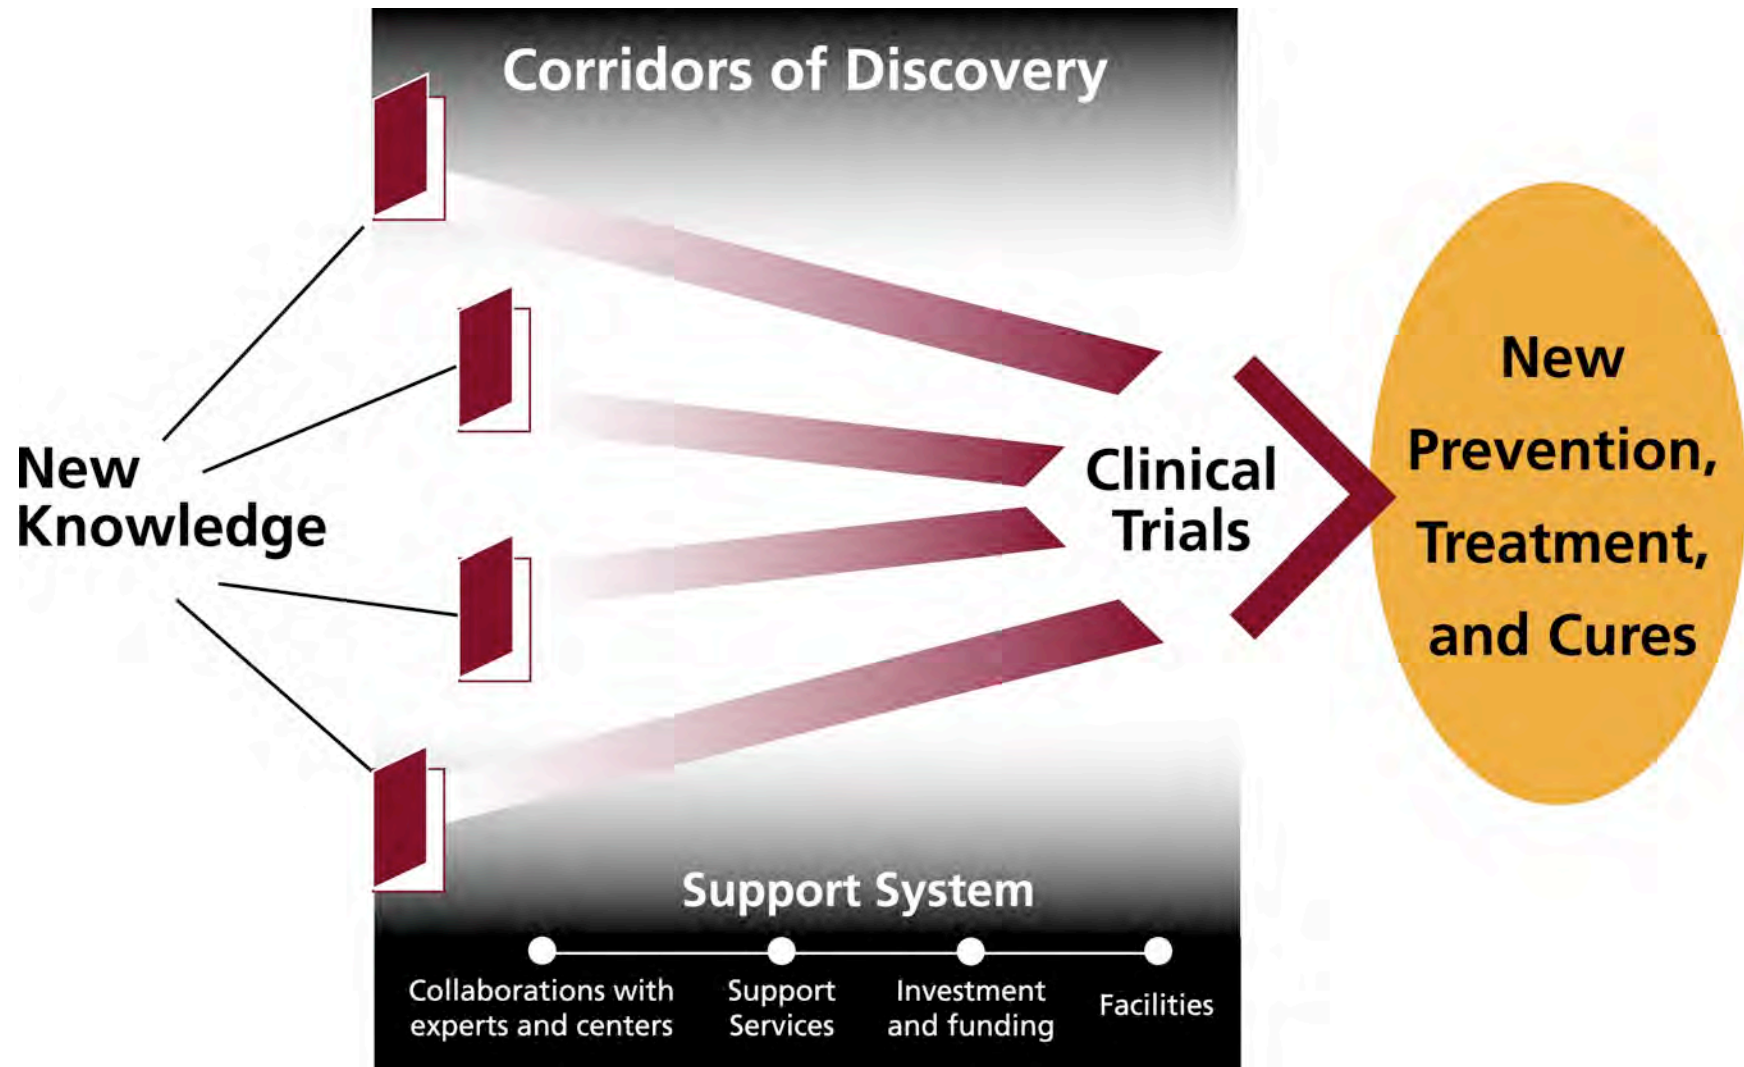 Corridors of Discovery
New
Knowledge
Clinical
Trials
New
Prevention,
Treatment,
and Cures
Support System
Collaborations with
experts and centers
Support
Services
Investment
and funding
Facilities